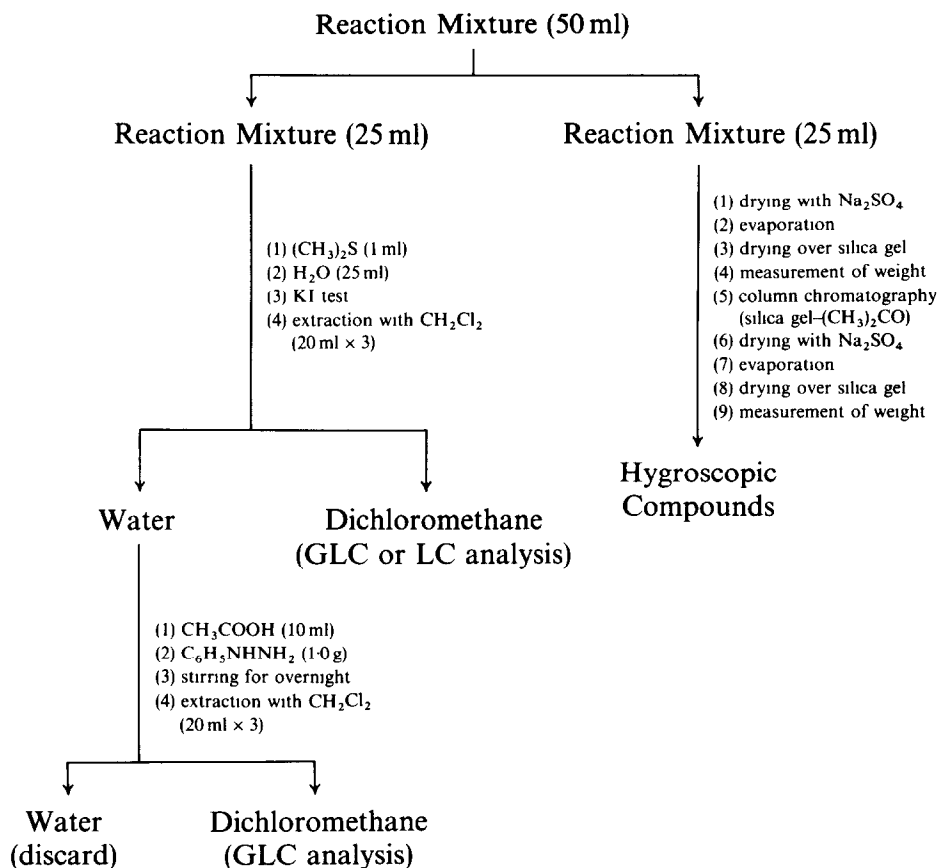 Reaction Mixture (50 ml)
Reaction Mixture (25 ml)
Reaction Mixture (25 ml)
(1) (CH₃)₂S (1 ml)
(2) H₂O (25 ml)
(3) KI test
(4) extraction with CH₂Cl₂
(20 ml × 3)
(1) drying with Na₂SO₄
(2) evaporation
(3) drying over silica gel
(4) measurement of weight
(5) column chromatography
(silica gel–(CH₃)₂CO)
(6) drying with Na₂SO₄
(7) evaporation
(8) drying over silica gel
(9) measurement of weight
Water
Dichloromethane
(GLC or LC analysis)
Hygroscopic
Compounds
(1) CH₃COOH (10 ml)
(2) C₆H₅NHNH₂ (1·0 g)
(3) stirring for overnight
(4) extraction with CH₂Cl₂
(20 ml × 3)
Water
(discard)
Dichloromethane
(GLC analysis)